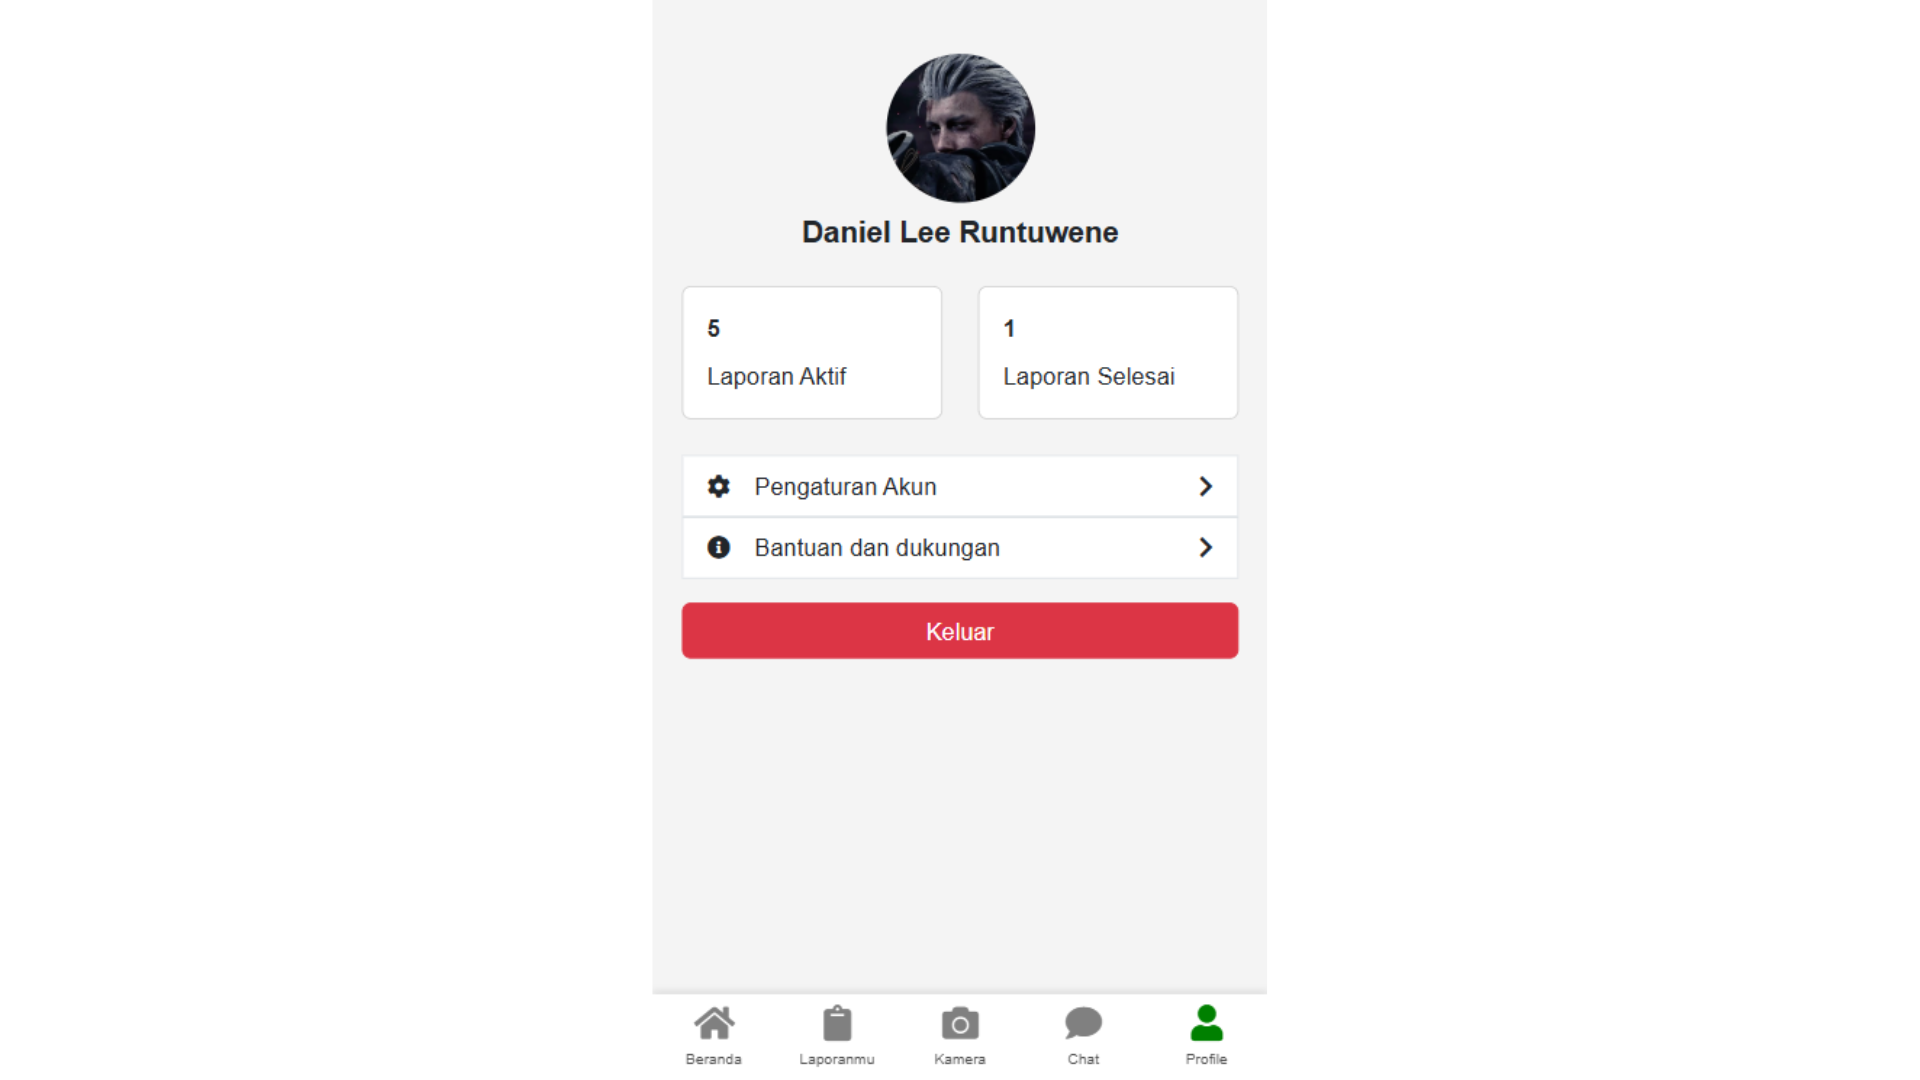 Daniel Lee Runtuwene
5
Laporan Aktif
1
Laporan Selesai
Pengaturan Akun
Bantuan dan dukungan
Keluar
Beranda
Laporanmu
Kamera
Chat
Profile